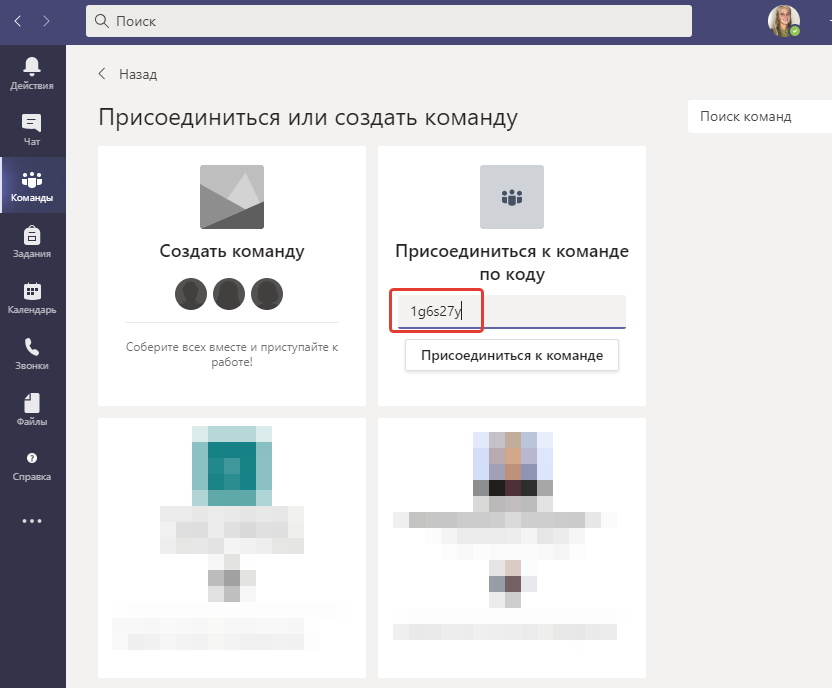 Поиск
Действия
Чат
Команды
Задания
Календарь
Звонки
Файлы
Справка
Назад
Присоединиться или создать команду
Поиск команд
Создать команду
Соберите всех вместе и приступайте к
работе!
Присоединиться к команде
по коду
1g6s27y
Присоединиться к команде